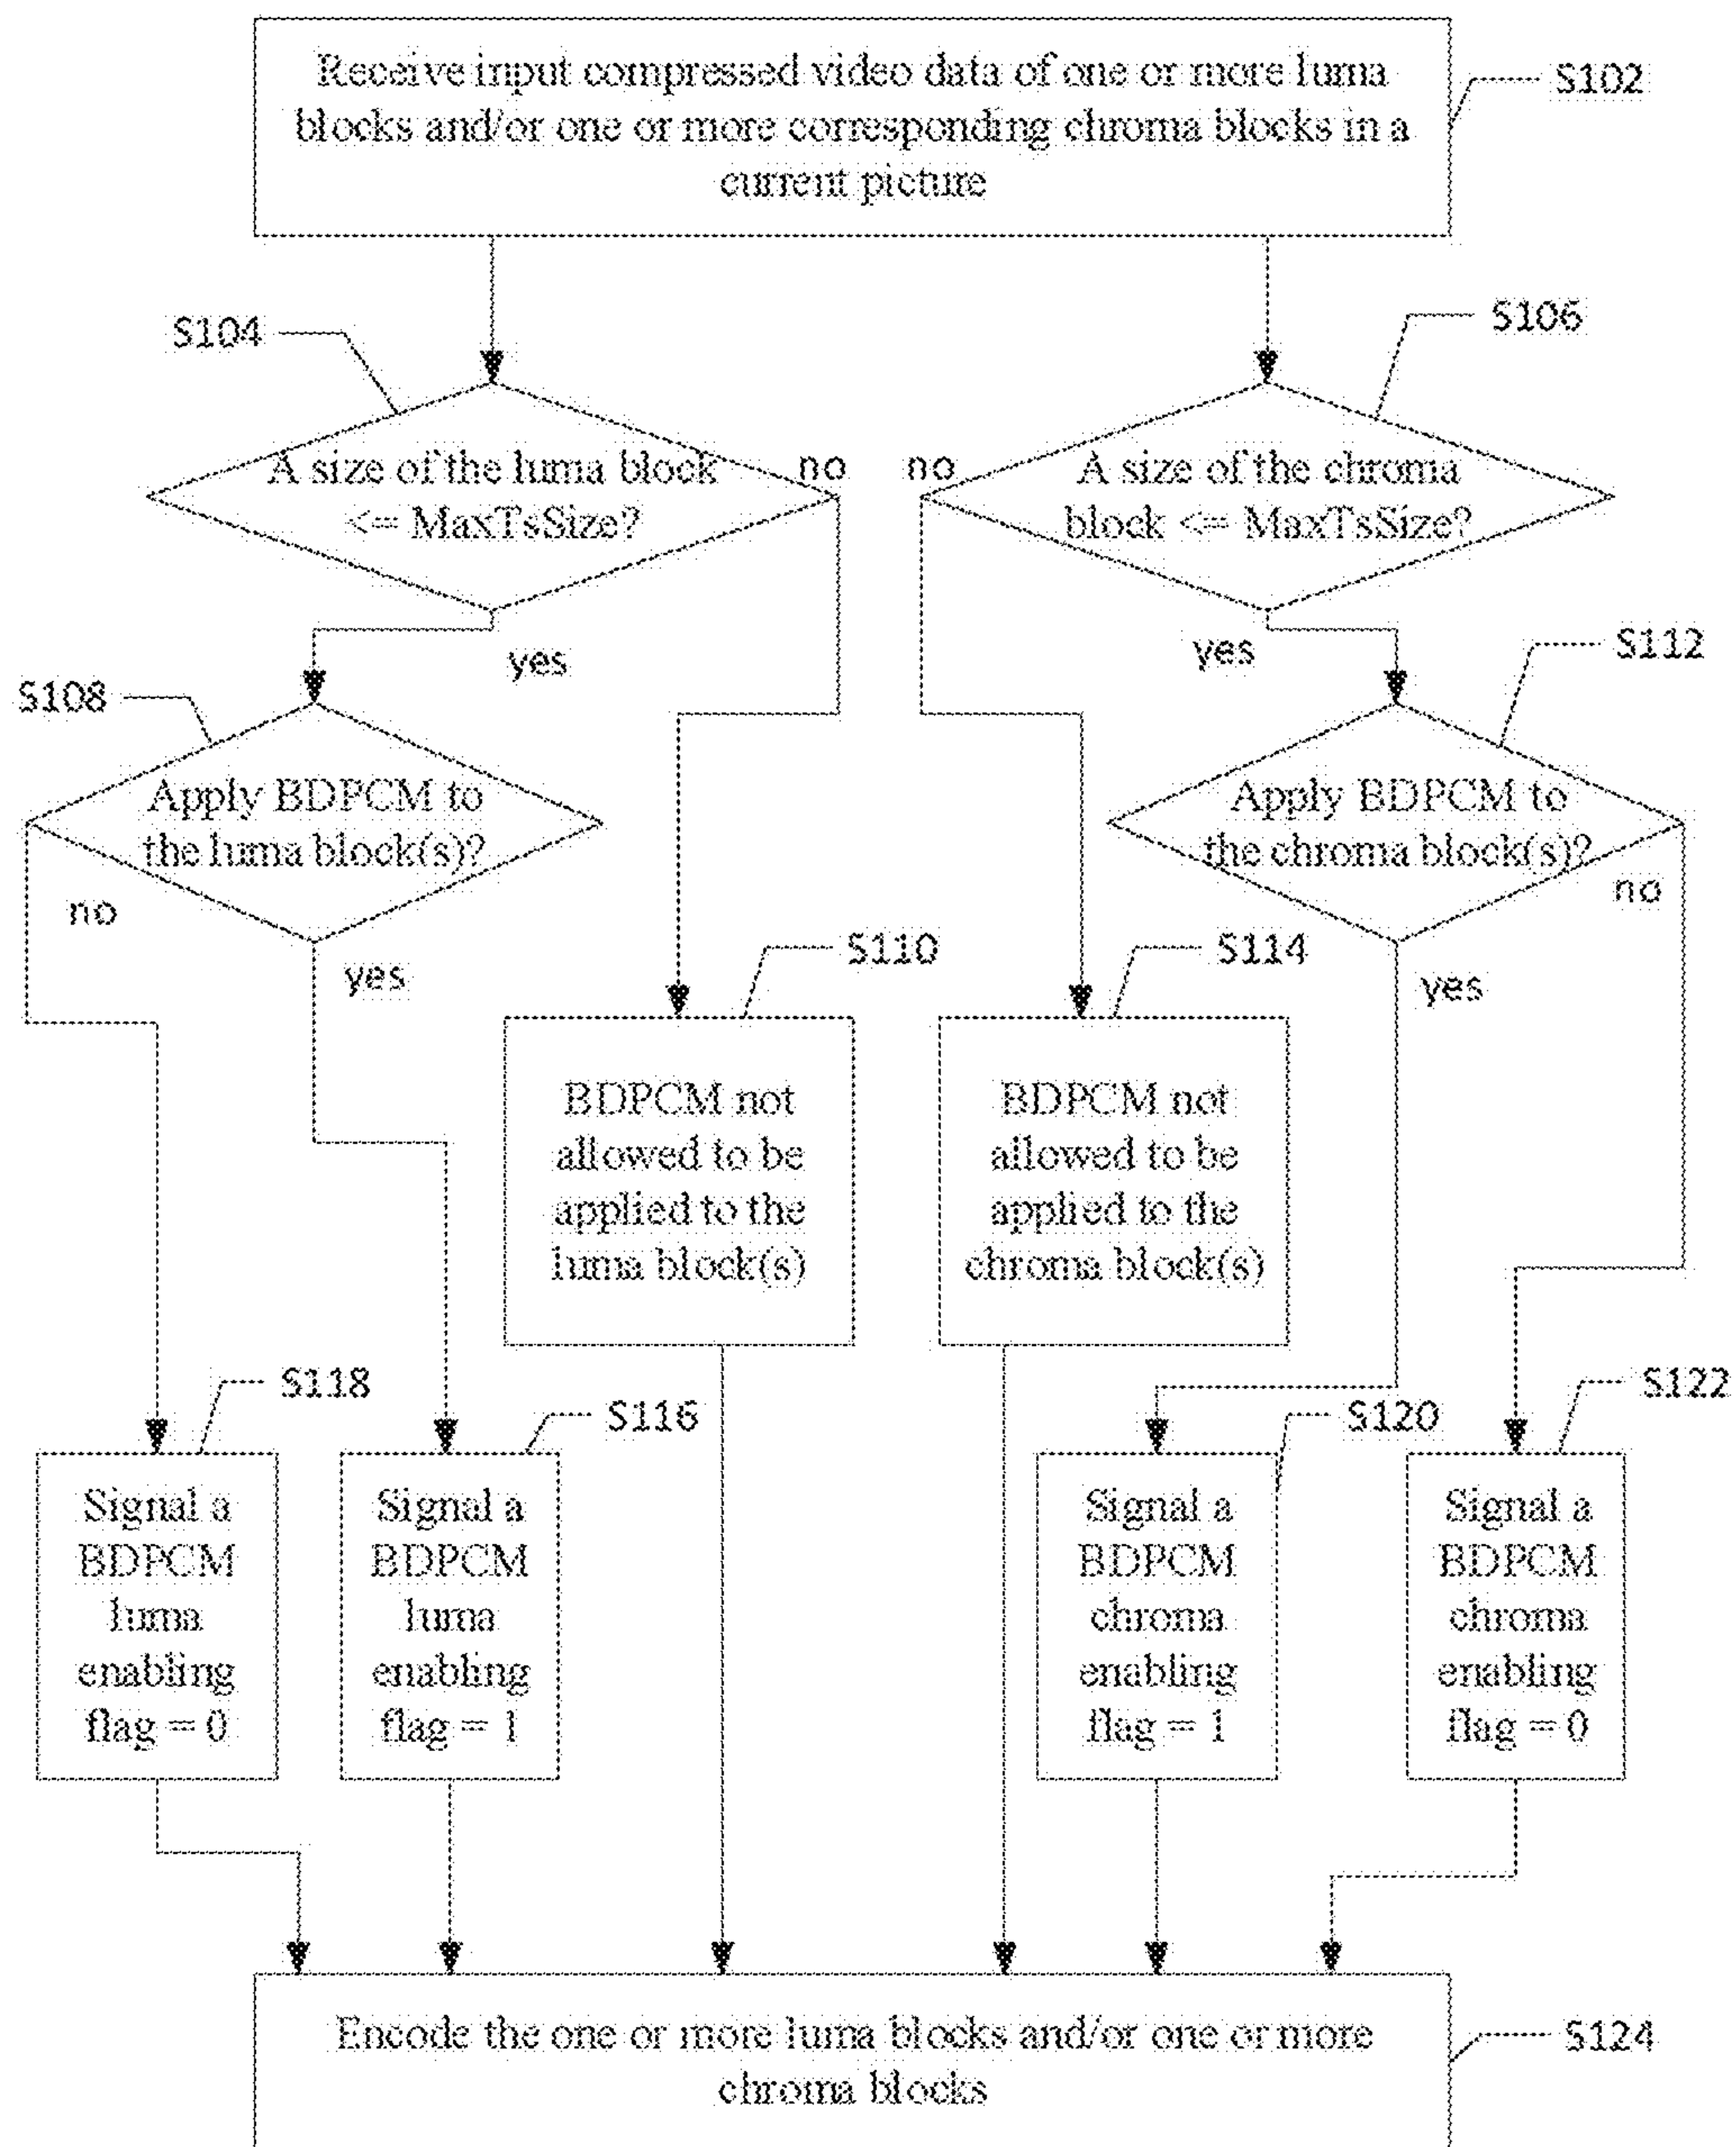 Receive input compressed video data of one or more luma
blocks and/or one or more corresponding chroma blocks in a
current picture
S102
S104
S106
A size of the luma block
<= MaxTsSize?
no
no
A size of the chroma
block <= MaxTsSize?
yes
yes
S108
S112
Apply BDPCM to
the luma block(s)?
Apply BDPCM to
the chroma block(s)?
no
yes
no
yes
S110
S114
BDPCM not
allowed to be
applied to the
luma block(s)
BDPCM not
allowed to be
applied to the
chroma block(s)
S118
S116
S120
S122
Signal a
BDPCM
luma
enabling
flag = 0
Signal a
BDPCM
luma
enabling
flag = 1
Signal a
BDPCM
chroma
enabling
flag = 1
Signal a
BDPCM
chroma
enabling
flag = 0
Encode the one or more luma blocks and/or one or more
chroma blocks
S124